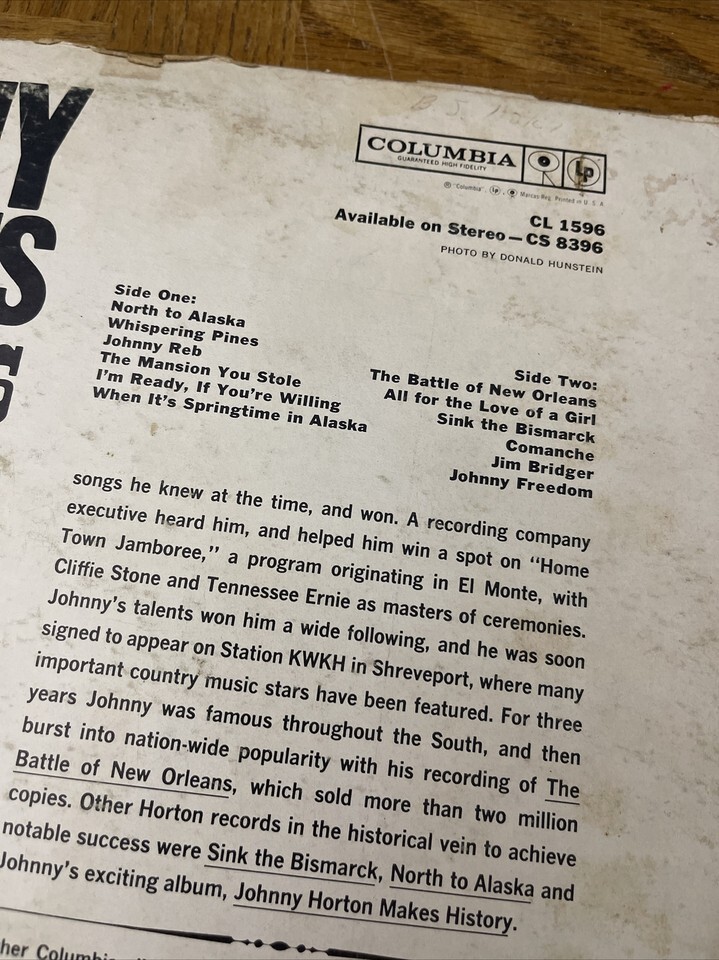 NY
S
COLUMBIA
GUARANTEED HIGH FIDELITY
Lp
℗ "Columbia", Lp, Marcas Reg. Printed in U. S. A.
CL 1596
Available on Stereo—CS 8396
PHOTO BY DONALD HUNSTEIN
Side One:
North to Alaska
Whispering Pines
Johnny Reb
The Mansion You Stole
I'm Ready, If You're Willing
When It's Springtime in Alaska
Side Two:
The Battle of New Orleans
All for the Love of a Girl
Sink the Bismarck
Comanche
Jim Bridger
Johnny Freedom
songs he knew at the time, and won. A recording company
executive heard him, and helped him win a spot on "Home
Town Jamboree," a program originating in El Monte, with
Cliffie Stone and Tennessee Ernie as masters of ceremonies.
Johnny's talents won him a wide following, and he was soon
signed to appear on Station KWKH in Shreveport, where many
important country music stars have been featured. For three
years Johnny was famous throughout the South, and then
burst into nation-wide popularity with his recording of The
Battle of New Orleans, which sold more than two million
copies. Other Horton records in the historical vein to achieve
notable success were Sink the Bismarck, North to Alaska and
Johnny's exciting album, Johnny Horton Makes History.